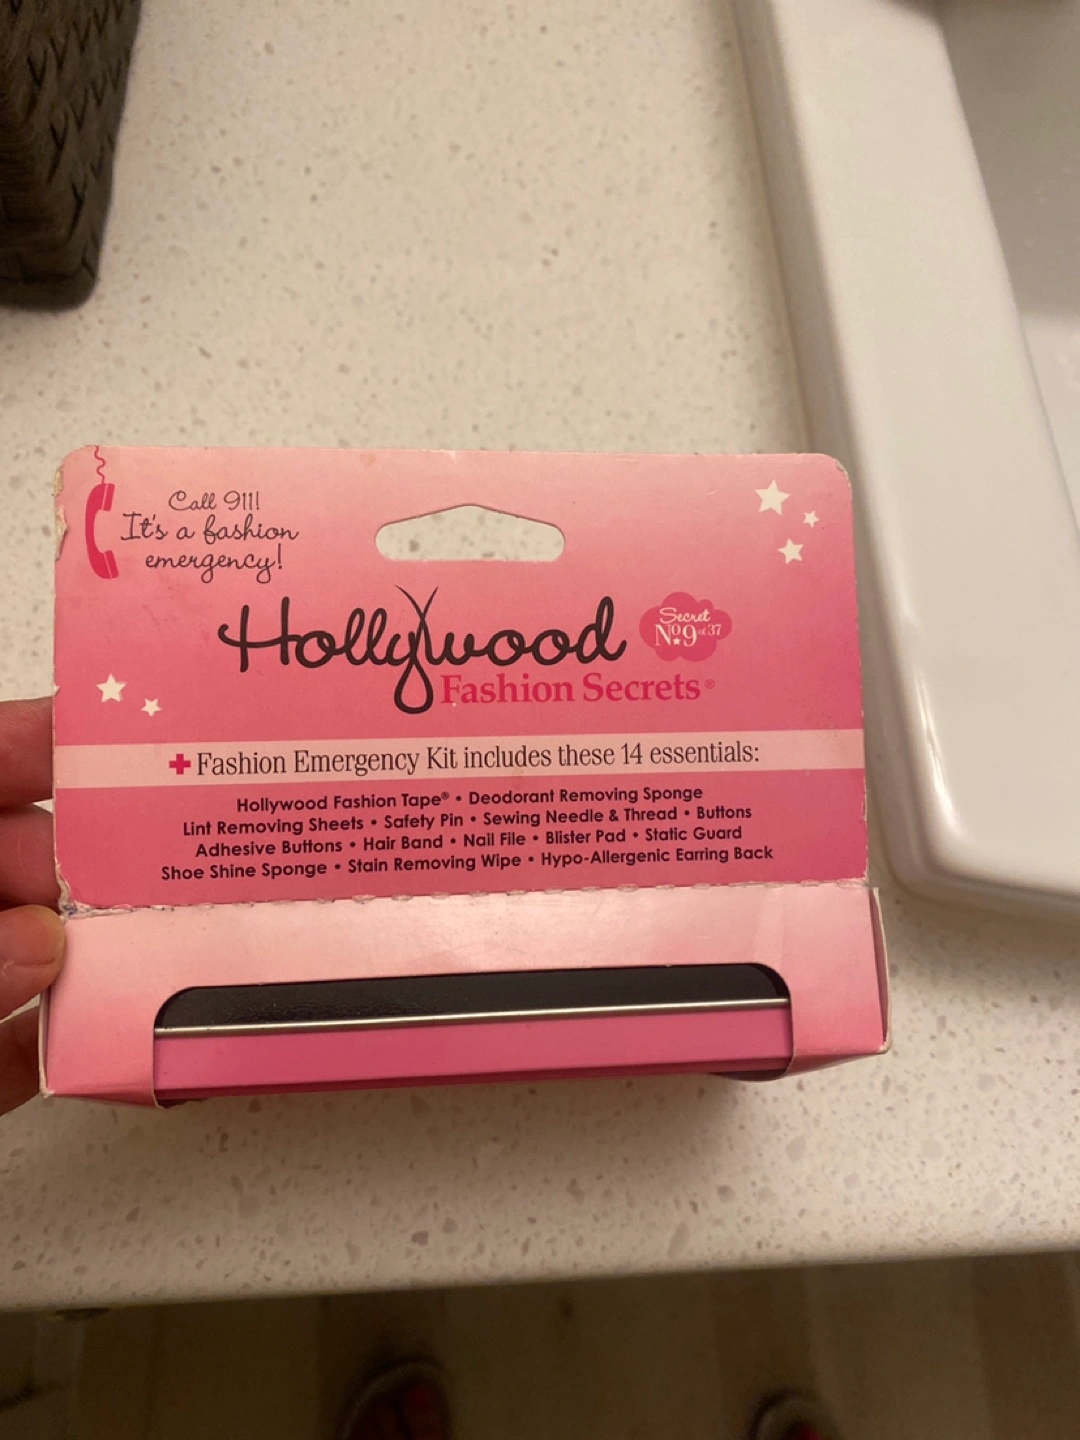 Call 911!
It's a fashion
emergency!
Hollywood
Fashion Secrets®
Secret
No. 9 of 37
Fashion Emergency Kit includes these 14 essentials:
Hollywood Fashion Tape® • Deodorant Removing Sponge
Lint Removing Sheets • Safety Pin • Sewing Needle & Thread • Buttons
Adhesive Buttons • Hair Band • Nail File • Blister Pad • Static Guard
Shoe Shine Sponge • Stain Removing Wipe • Hypo-Allergenic Earring Back